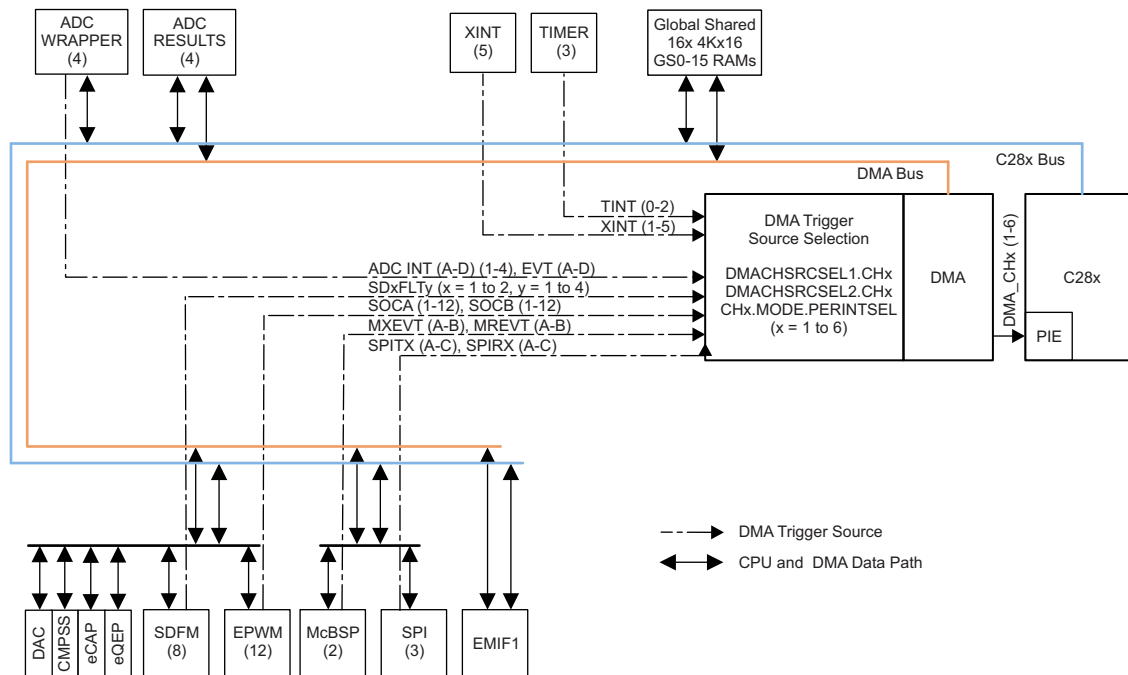 ADC
WRAPPER
(4)
ADC
RESULTS
(4)
XINT
(5)
TIMER
(3)
Global Shared
16x 4Kx16
GS0-15 RAMs
C28x Bus
DMA Bus
TINT (0-2)
XINT (1-5)
ADC INT (A-D) (1-4), EVT (A-D)
SDxFLTy (x = 1 to 2, y = 1 to 4)
SOCA (1-12), SOCB (1-12)
MXEVT (A-B), MREVT (A-B)
SPITX (A-C), SPIRX (A-C)
DMA Trigger
Source Selection
DMACHSRCSEL1.CHx
DMACHSRCSEL2.CHx
CHx.MODE.PERINTSEL
(x = 1 to 6)
DMA
DMA_CHx (1-6)
C28x
PIE
DMA Trigger Source
CPU and DMA Data Path
DAC
CMPSS
eCAP
eQEP
SDFM
(8)
EPWM
(12)
McBSP
(2)
SPI
(3)
EMIF1